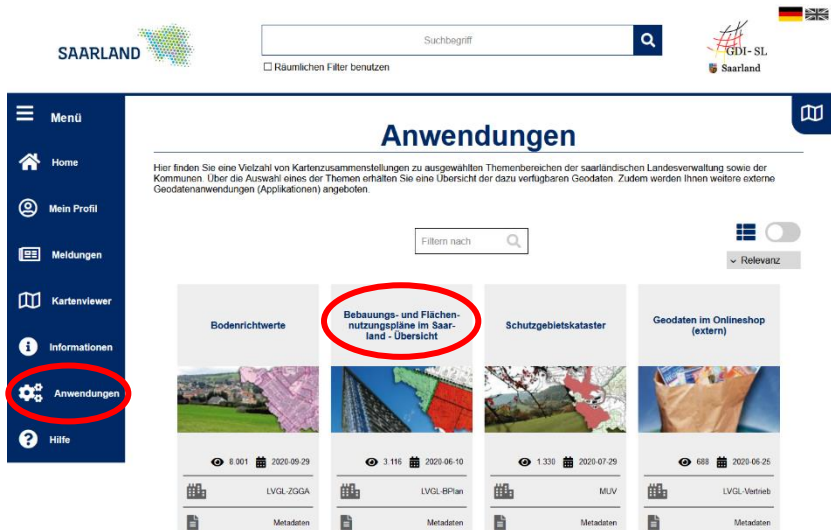 SAARLAND
Suchbegriff
Räumlichen Filter benutzen
GDI-SL
Saarland
Menü
Home
Mein Profil
Meldungen
Kartenviewer
Informationen
Anwendungen
Hilfe
Anwendungen
Hier finden Sie eine Vielzahl von Kartenzusammenstellungen zu ausgewählten Themenbereichen der saarländischen Landesverwaltung sowie der
Kommunen. Über die Auswahl eines der Themen erhalten Sie eine Übersicht der dazu verfügbaren Geodaten. Zudem werden Ihnen weitere externe
Geodatenanwendungen (Applikationen) angeboten.
Filtern nach
Relevanz
Bodenrichtwerte
8.001 2020-09-29
LVGL-ZGGA
Metadaten
Bebauungs- und Flächen-
nutzungspläne im Saar-
land - Übersicht
3.116 2020-06-10
LVGL-BPlan
Metadaten
Schutzgebietskataster
1.330 2020-07-29
MUV
Metadaten
Geodaten im Onlineshop
(extern)
688 2020-06-25
LVGL-Vertrieb
Metadaten